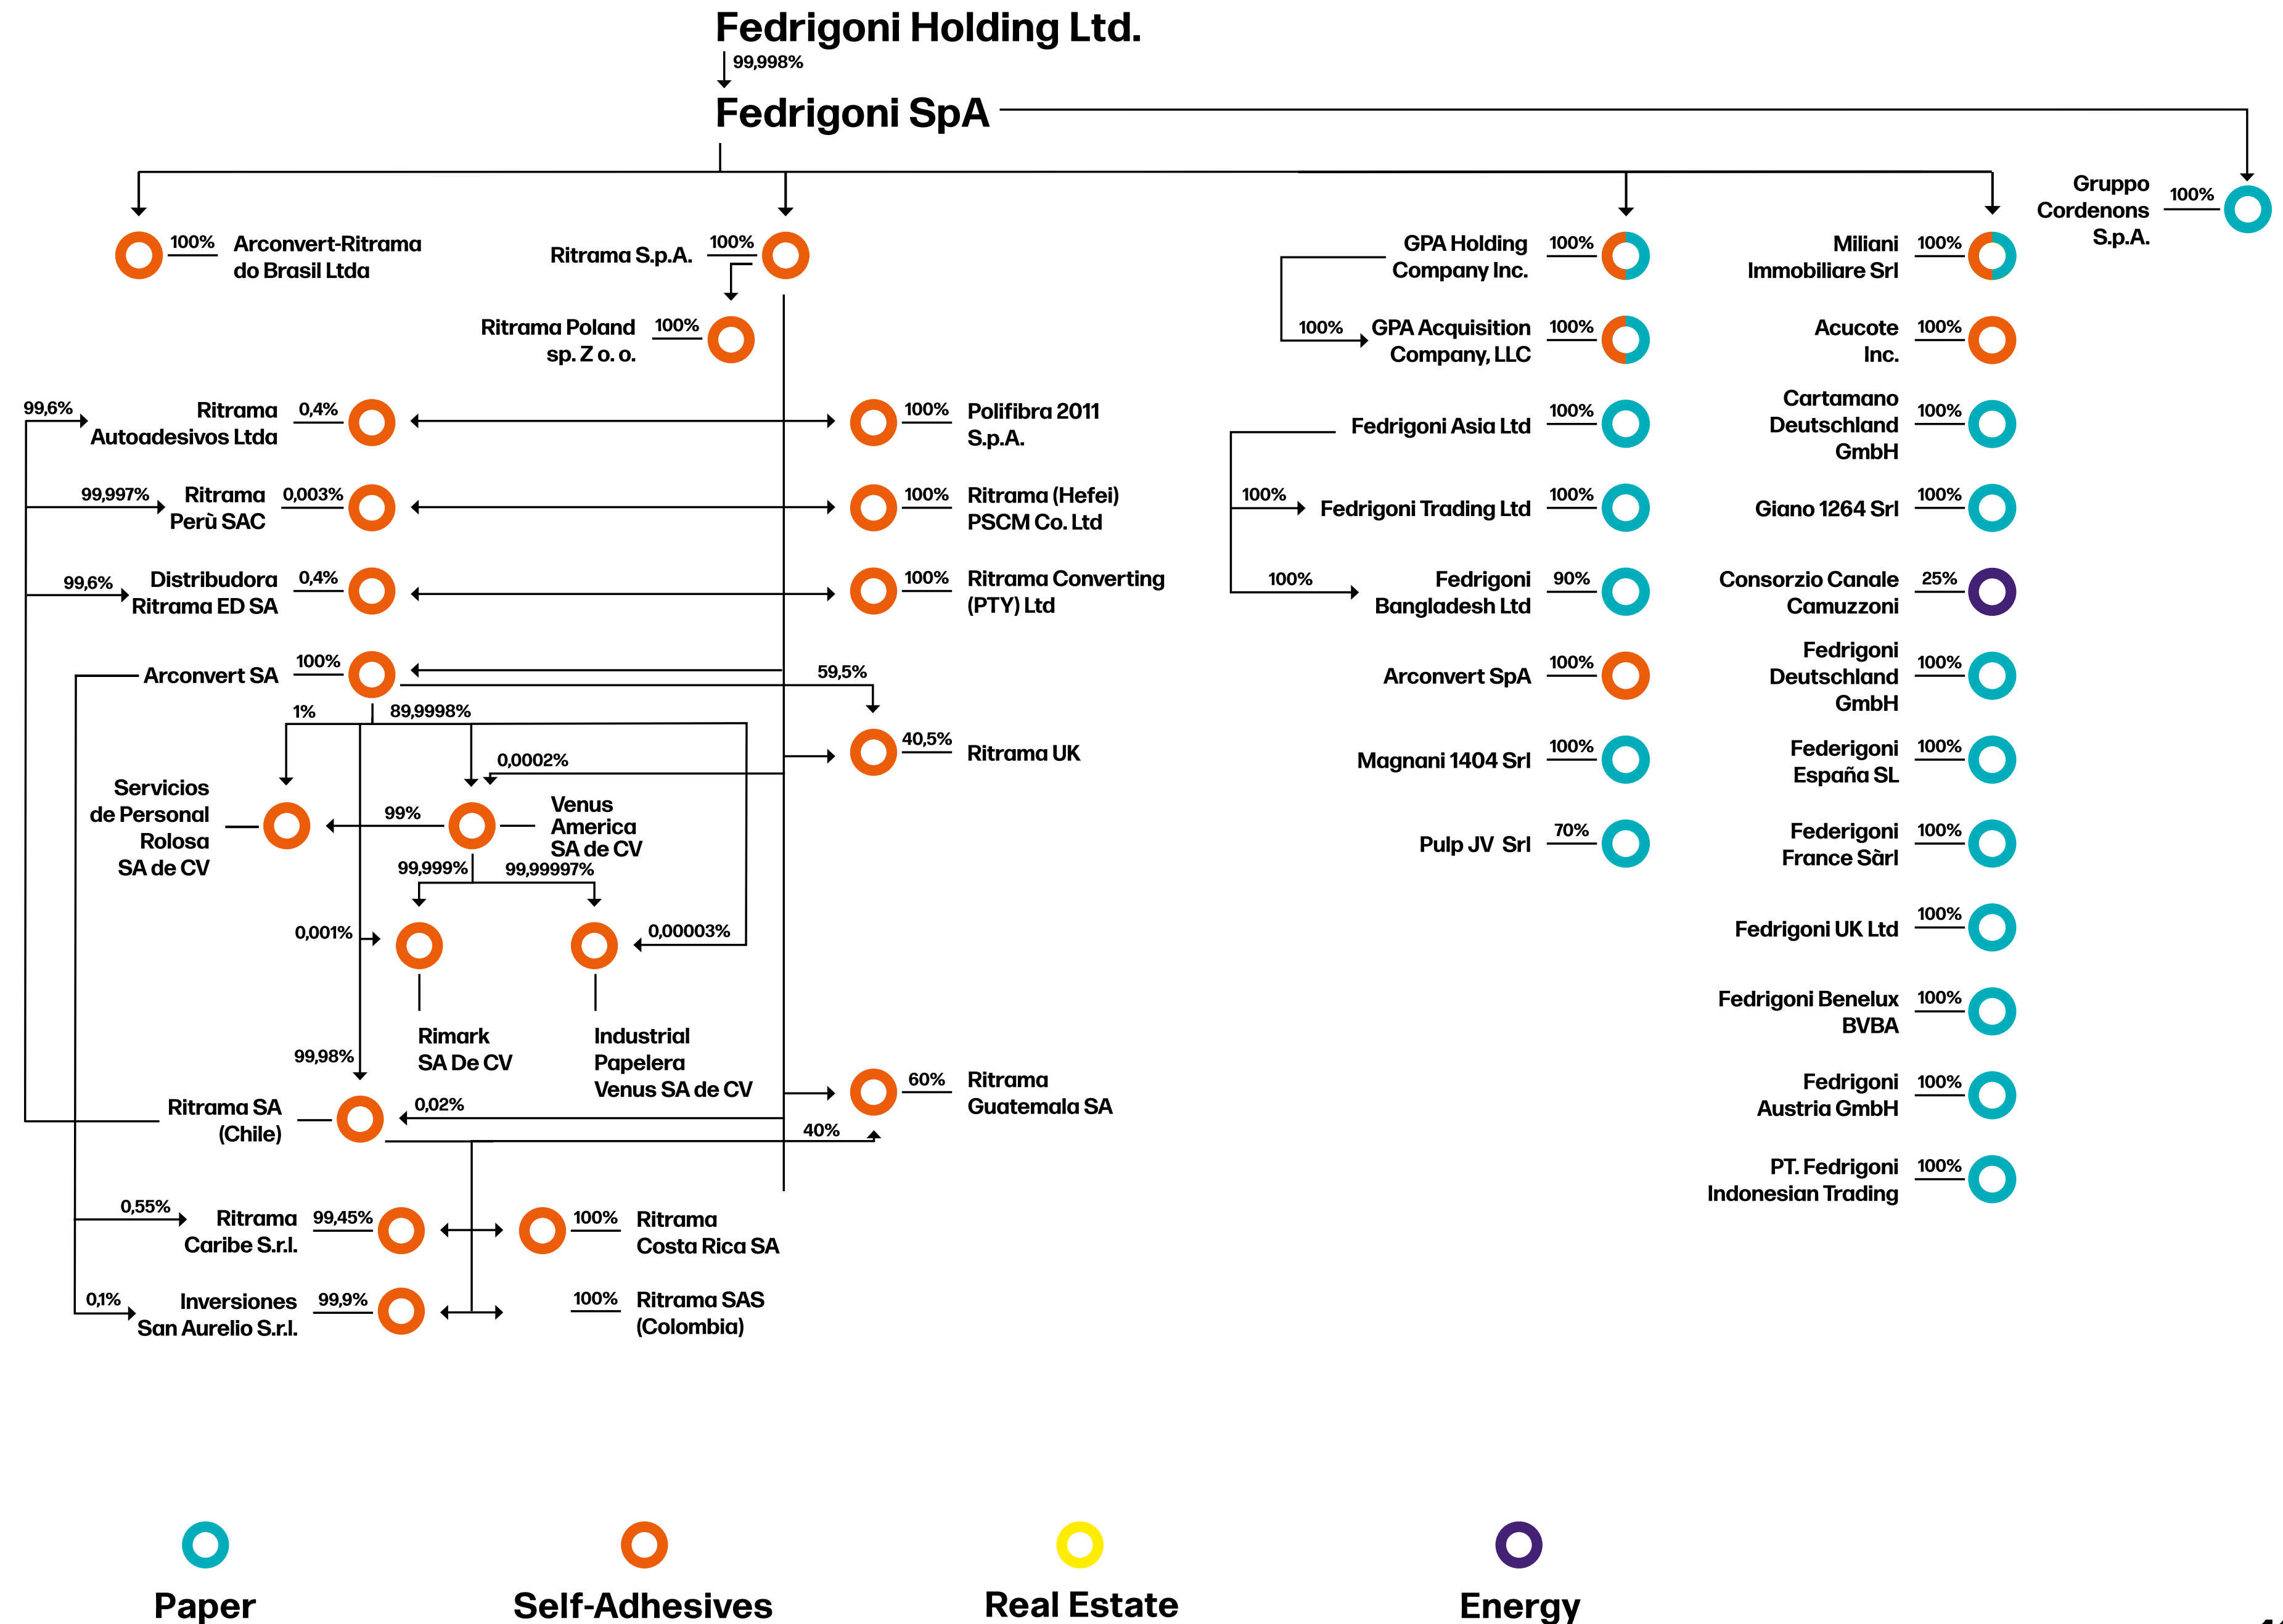 Fedrigoni Holding Ltd.
99,998%
Fedrigoni SpA
Gruppo
Cordenons
S.p.A.
100%
100%
Arconvert-Ritrama
do Brasil Ltda
Ritrama S.p.A.
100%
Ritrama Poland
sp. Z o. o.
100%
99,6%
Ritrama
Autoadesivos Ltda
0,4%
100%
Polifibra 2011
S.p.A.
99,997%
Ritrama
Perù SAC
0,003%
100%
Ritrama (Hefei)
PSCM Co. Ltd
99,6%
Distribudora
Ritrama ED SA
0,4%
100%
Ritrama Converting
(PTY) Ltd
Arconvert SA
100%
59,5%
1%
89,9998%
40,5%
Ritrama UK
0,0002%
Servicios
de Personal
Rolosa
SA de CV
99%
Venus
America
SA de CV
99,999%
99,99997%
0,001%
0,00003%
Rimark
SA De CV
Industrial
Papelera
Venus SA de CV
99,98%
60%
Ritrama
Guatemala SA
Ritrama SA
(Chile)
0,02%
40%
0,55%
Ritrama
Caribe S.r.l.
99,45%
100%
Ritrama
Costa Rica SA
0,1%
Inversiones
San Aurelio S.r.l.
99,9%
100%
Ritrama SAS
(Colombia)
GPA Holding
Company Inc.
100%
100%
GPA Acquisition
Company, LLC
100%
Fedrigoni Asia Ltd
100%
100%
Fedrigoni Trading Ltd
100%
100%
Fedrigoni
Bangladesh Ltd
90%
Arconvert SpA
100%
Magnani 1404 Srl
100%
Pulp JV Srl
70%
Miliani
Immobiliare Srl
100%
Acucote
Inc.
100%
Cartamano
Deutschland
GmbH
100%
Giano 1264 Srl
100%
Consorzio Canale
Camuzzoni
25%
Fedrigoni
Deutschland
GmbH
100%
Federigoni
España SL
100%
Federigoni
France Sàrl
100%
Fedrigoni UK Ltd
100%
Fedrigoni Benelux
BVBA
100%
Fedrigoni
Austria GmbH
100%
PT. Fedrigoni
Indonesian Trading
100%
Paper
Self-Adhesives
Real Estate
Energy